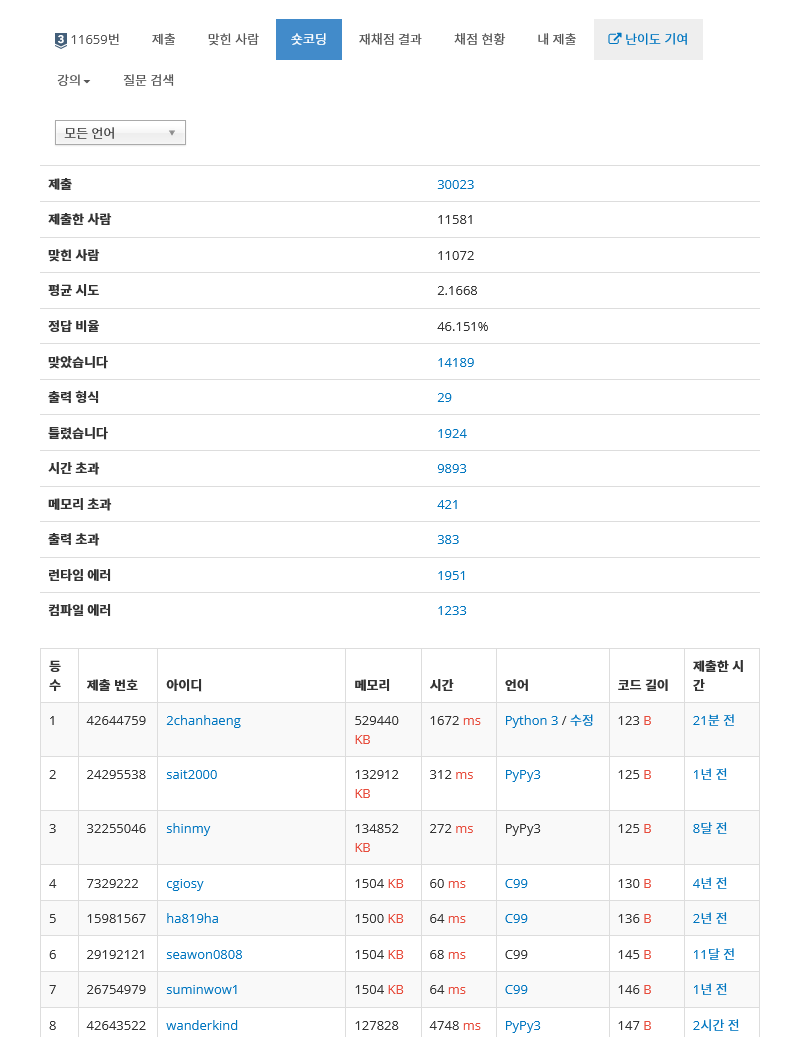 3 11659번 제출 맞힌 사람 숏코딩 재채점 결과 채점 현황 내 제출 난이도 기여
강의 질문 검색
모든 언어
제출 30023
제출한 사람 11581
맞힌 사람 11072
평균 시도 2.1668
정답 비율 46.151%
맞았습니다 14189
출력 형식 29
틀렸습니다 1924
시간 초과 9893
메모리 초과 421
출력 초과 383
런타임 에러 1951
컴파일 에러 1233
등 제출한 시
수 제출 번호 아이디 메모리 시간 언어 코드 길이 간
1 42644759 2chanhaeng 529440 1672 ms Python 3 / 수정 123 B 21분 전
KB
2 24295538 sait2000 132912 312 ms PyPy3 125 B 1년 전
KB
3 32255046 shinmy 134852 272 ms PyPy3 125 B 8달 전
KB
4 7329222 cgiosy 1504 KB 60 ms C99 130 B 4년 전
5 15981567 ha819ha 1500 KB 64 ms C99 136 B 2년 전
6 29192121 seawon0808 1504 KB 68 ms C99 145 B 11달 전
7 26754979 suminwow1 1504 KB 64 ms C99 146 B 1년 전
8 42643522 wanderkind 127828 4748 ms PyPy3 147 B 2시간 전